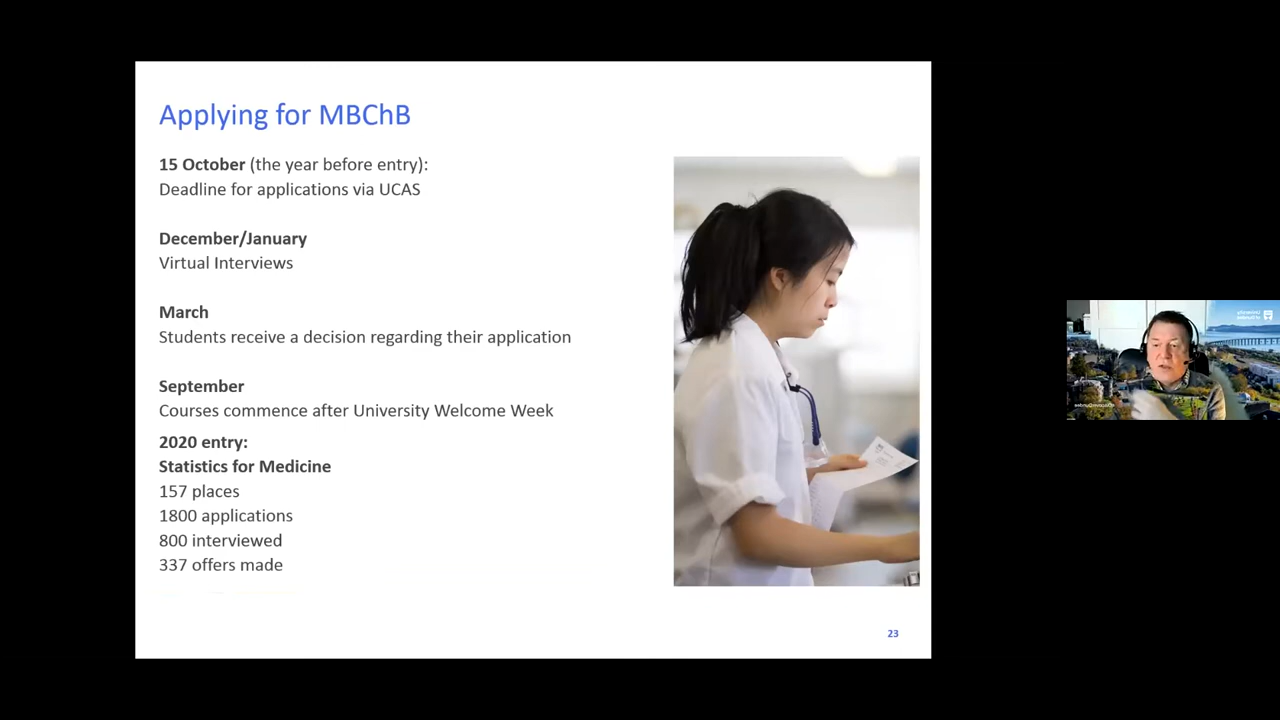 Applying for MBChB
15 October (the year before entry):
Deadline for applications via UCAS
December/January
Virtual Interviews
March
Students receive a decision regarding their application
September
Courses commence after University Welcome Week
2020 entry:
Statistics for Medicine
157 places
1800 applications
800 interviewed
337 offers made
23